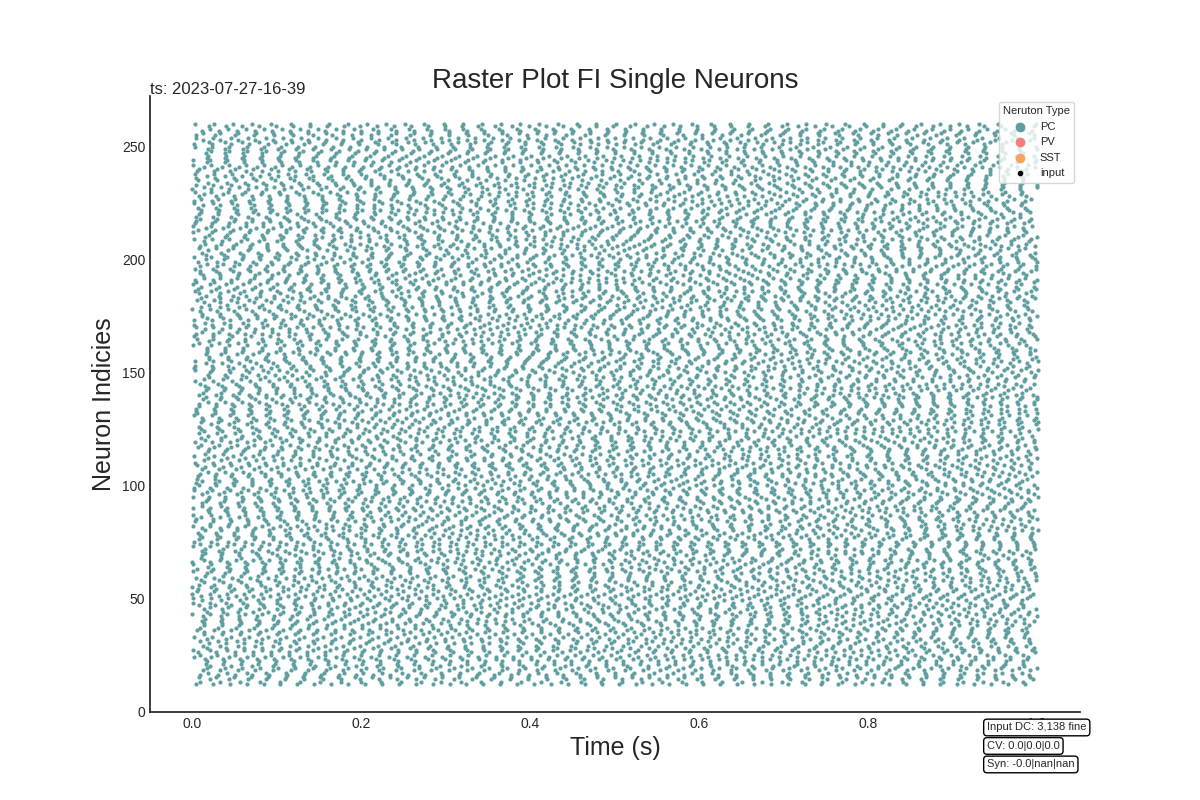 Raster Plot FI Single Neurons
ts: 2023-07-27-16-39
Neruton Type
PC
PV
SST
input
Neuron Indicies
250
200
150
100
50
0
0.0 0.2 0.4 0.6 0.8
Time (s)
Input DC: 3,138 fine
CV: 0.0|0.0|0.0
Syn: -0.0|nan|nan